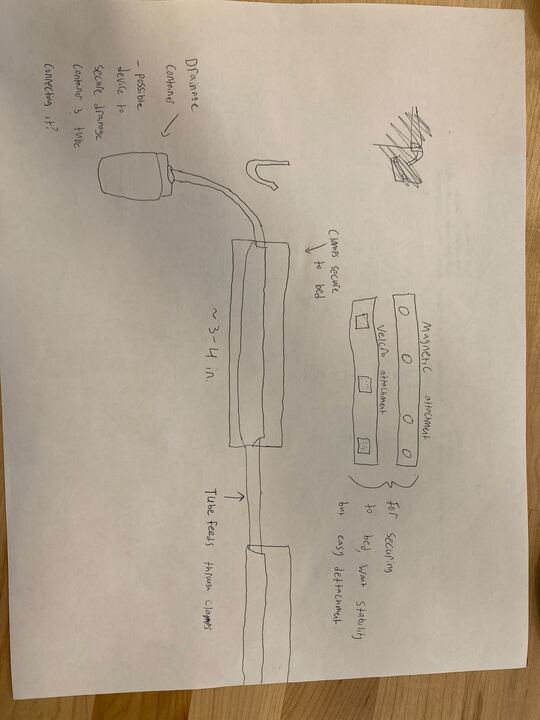 Magnetic attachment
Velcro attachment
for securing
to bed, want stability
but easy dettachment
Clamps secure
to bed
~ 3-4 in.
Tube feeds through clamps
Drainage
container
- possible
device to
secure drainage
container & tube
connecting it?